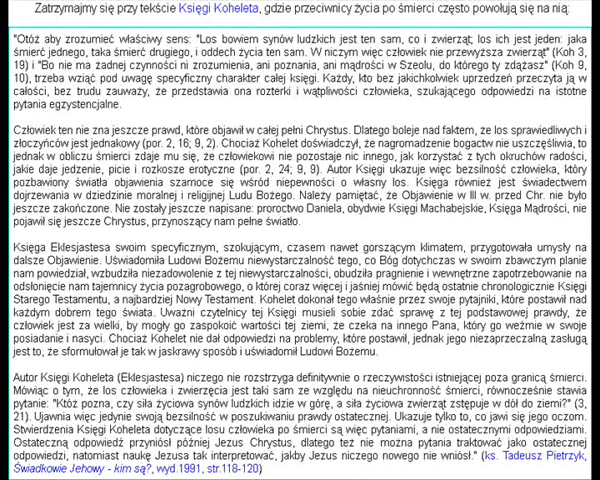 Zatrzymajmy się przy tekście Księgi Koheleta, gdzie przeciwnicy życia po śmierci często powołują się na nią:
"Otóż aby zrozumieć właściwy sens: "Los bowiem synów ludzkich jest ten sam, co i zwierząt; los ich jest jeden: jaka
śmierć jednego, taka śmierć drugiego, i oddech życia ten sam. W niczym więc człowiek nie przewyższa zwierząt" (Koh 3,
19) i "Bo nie ma żadnej czynności ni zrozumienia, ani poznania, ani mądrości w Szeolu, do którego ty zdążasz" (Koh 9,
10), trzeba wziąć pod uwagę specyficzny charakter całej księgi. Każdy, kto bez jakichkolwiek uprzedzeń przeczyta ją w
całości, bez trudu zauważy, że przedstawia ona rozterki i wątpliwości człowieka, szukającego odpowiedzi na istotne
pytania egzystencjalne.
Człowiek ten nie zna jeszcze prawd, które objawił w całej pełni Chrystus. Dlatego boleje nad faktem, że los sprawiedliwych i
złoczyńców jest jednakowy (por. 2, 16; 9, 2). Chociaż Kohelet doświadczył, że nagromadzenie bogactw nie uszczęśliwia, to
jednak w obliczu śmierci zdaje mu się, że człowiekowi nie pozostaje nic innego, jak korzystać z tych okruchów radości,
jakie daje jedzenie, picie i rozkosze erotyczne (por. 2, 24; 9, 9). Autor Księgi ukazuje więc bezsilność człowieka, który
pozbawiony światła objawienia szamoce się wśród niepewności o własny los. Księga również jest świadectwem
dojrzewania w dziedzinie moralnej i religijnej Ludu Bożego. Należy pamiętać, że Objawienie w III w. przed Chr. nie było
jeszcze zakończone. Nie zostały jeszcze napisane: proroctwo Daniela, obydwie Księgi Machabejskie, Księga Mądrości, nie
pojawił się jeszcze Chrystus, przynoszący nam pełne światło.
Księga Eklesjastesa swoim specyficznym, szokującym, czasem nawet gorszącym klimatem, przygotowała umysły na
dalsze Objawienie. Uświadomiła Ludowi Bożemu niewystarczalność tego, co Bóg dotychczas w swoim zbawczym planie
nam powiedział, wzbudziła niezadowolenie z tej niewystarczalności, obudziła pragnienie i wewnętrzne zapotrzebowanie na
odsłonięcie nam tajemnicy życia pozagrobowego, o której coraz więcej i jaśniej mówić będą ostatnie chronologicznie Księgi
Starego Testamentu, a najbardziej Nowy Testament. Kohelet dokonał tego właśnie przez swoje pytajniki, które postawił nad
każdym dobrem tego świata. Uważni czytelnicy tej Księgi musieli sobie zdać sprawę z tej podstawowej prawdy, że
człowiek jest za wielki, by mogły go zaspokoić wartości tej ziemi, że czeka na innego Pana, który go weźmie w swoje
posiadanie i nasyci. Chociaż Kohelet nie dał odpowiedzi na problemy, które postawił, jednak jego niezaprzeczalną zasługą
jest to, że sformułował je tak w jaskrawy sposób i uświadomił Ludowi Bożemu.
Autor Księgi Koheleta (Eklesjastesa) niczego nie rozstrzyga definitywnie o rzeczywistości istniejącej poza granicą śmierci.
Mówiąc o tym, że los człowieka i zwierzęcia jest taki sam ze względu na nieuchronność śmierci, równocześnie stawia
pytanie: "Któż pozna, czy siła życiowa synów ludzkich idzie w górę, a siła życiowa zwierząt zstępuje w dół do ziemi?" (3,
21). Ujawnia więc jedynie swoją bezsilność w poszukiwaniu prawdy ostatecznej. Ukazuje tylko to, co jawi się jego oczom.
Stwierdzenia Księgi Koheleta dotyczące losu człowieka po śmierci są więc pytaniami, a nie ostatecznymi odpowiedziami.
Ostateczną odpowiedź przyniósł później Jezus Chrystus, dlatego też nie można pytania traktować jako ostatecznej
odpowiedzi, natomiast naukę Jezusa tak interpretować, jakby Jezus niczego nowego nie wniósł." (ks. Tadeusz Pietrzyk,
Świadkowie Jehowy - kim są?, wyd.1991, str.118-120)